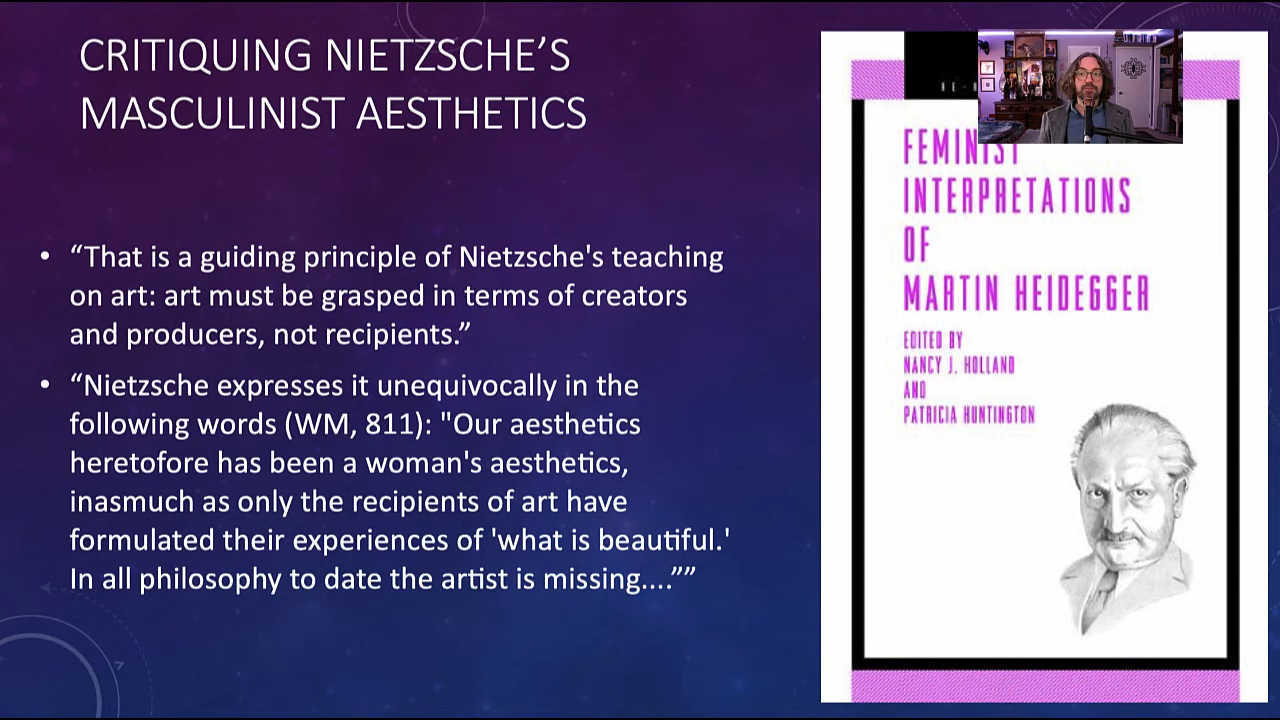 CRITIQUING NIETZSCHE’S
MASCULINIST AESTHETICS
• “That is a guiding principle of Nietzsche's teaching
on art: art must be grasped in terms of creators
and producers, not recipients.”
• “Nietzsche expresses it unequivocally in the
following words (WM, 811): "Our aesthetics
heretofore has been a woman's aesthetics,
inasmuch as only the recipients of art have
formulated their experiences of 'what is beautiful.'
In all philosophy to date the artist is missing....””
FEMINIST
INTERPRETATIONS
OF
MARTIN HEIDEGGER
EDITED BY
NANCY J. HOLLAND
AND
PATRICIA HUNTINGTON